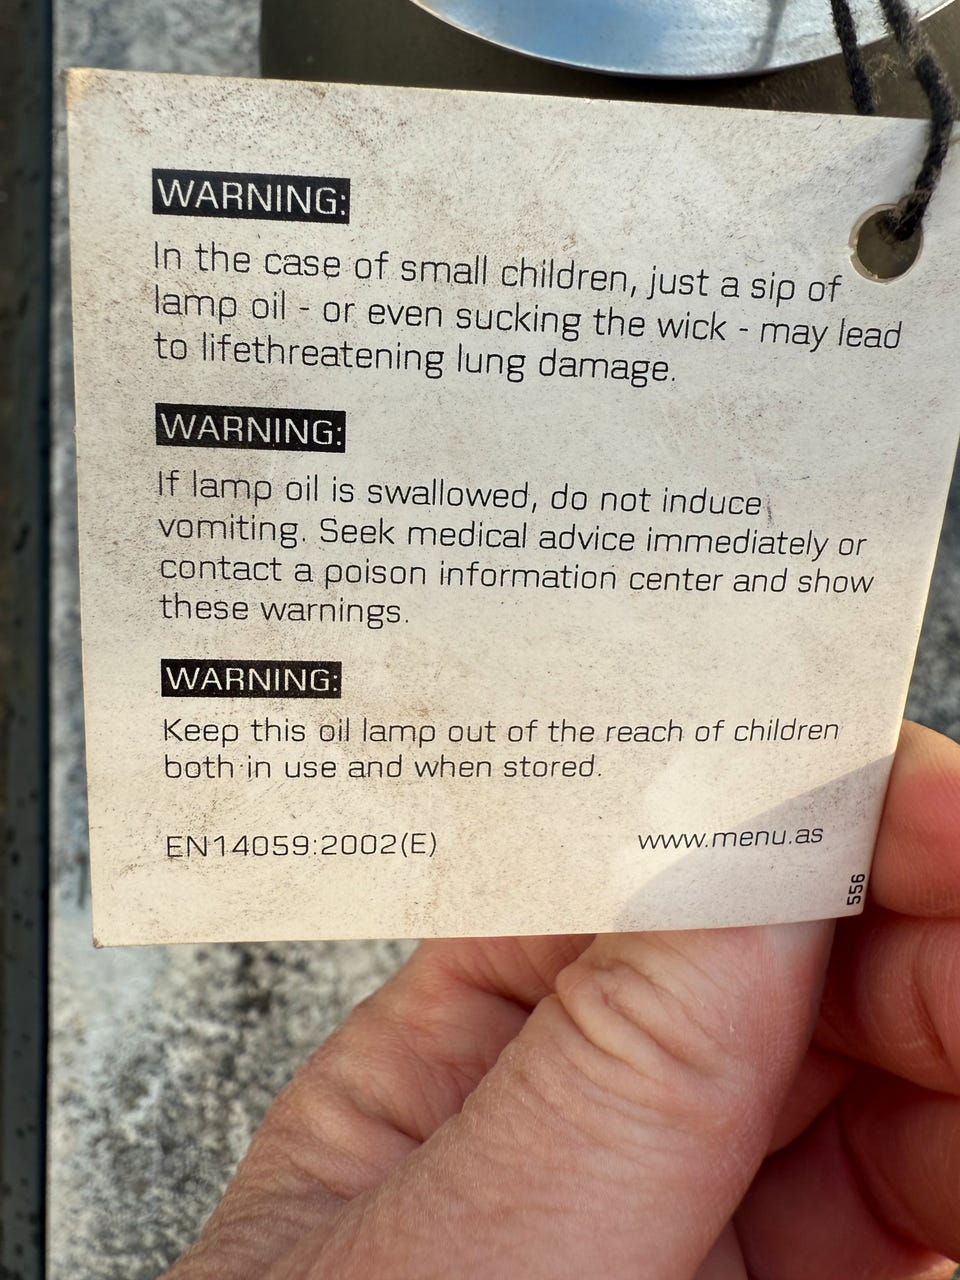 WARNING:
In the case of small children, just a sip of
lamp oil - or even sucking the wick - may lead
to lifethreatening lung damage.
WARNING:
If lamp oil is swallowed, do not induce
vomiting. Seek medical advice immediately or
contact a poison information center and show
these warnings.
WARNING:
Keep this oil lamp out of the reach of children
both in use and when stored.
EN14059:2002(E)
www.menu.as
556